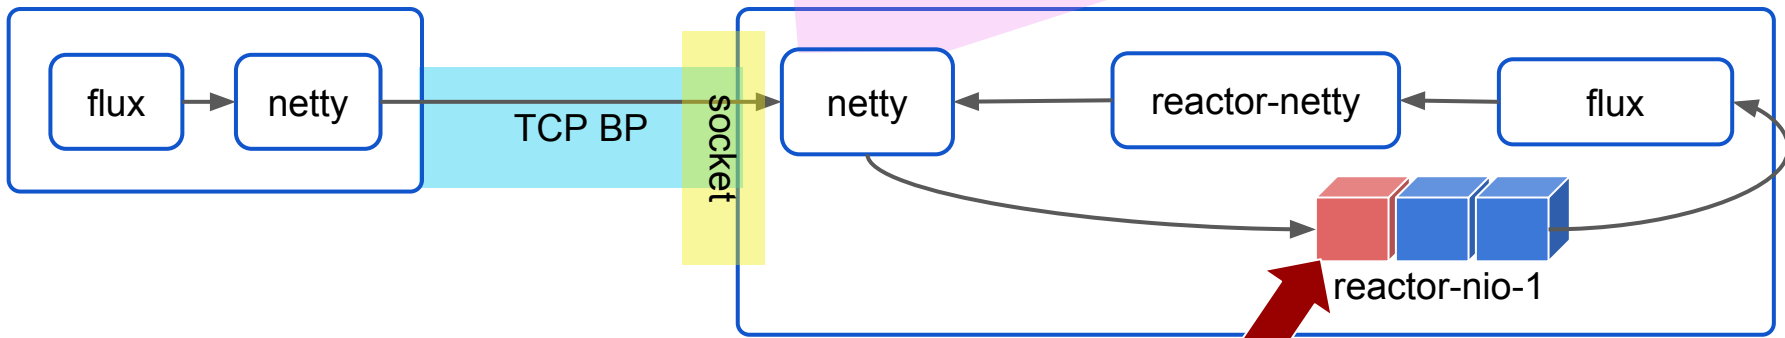 flux
netty
TCP BP
socket
netty
reactor-netty
flux
reactor-nio-1